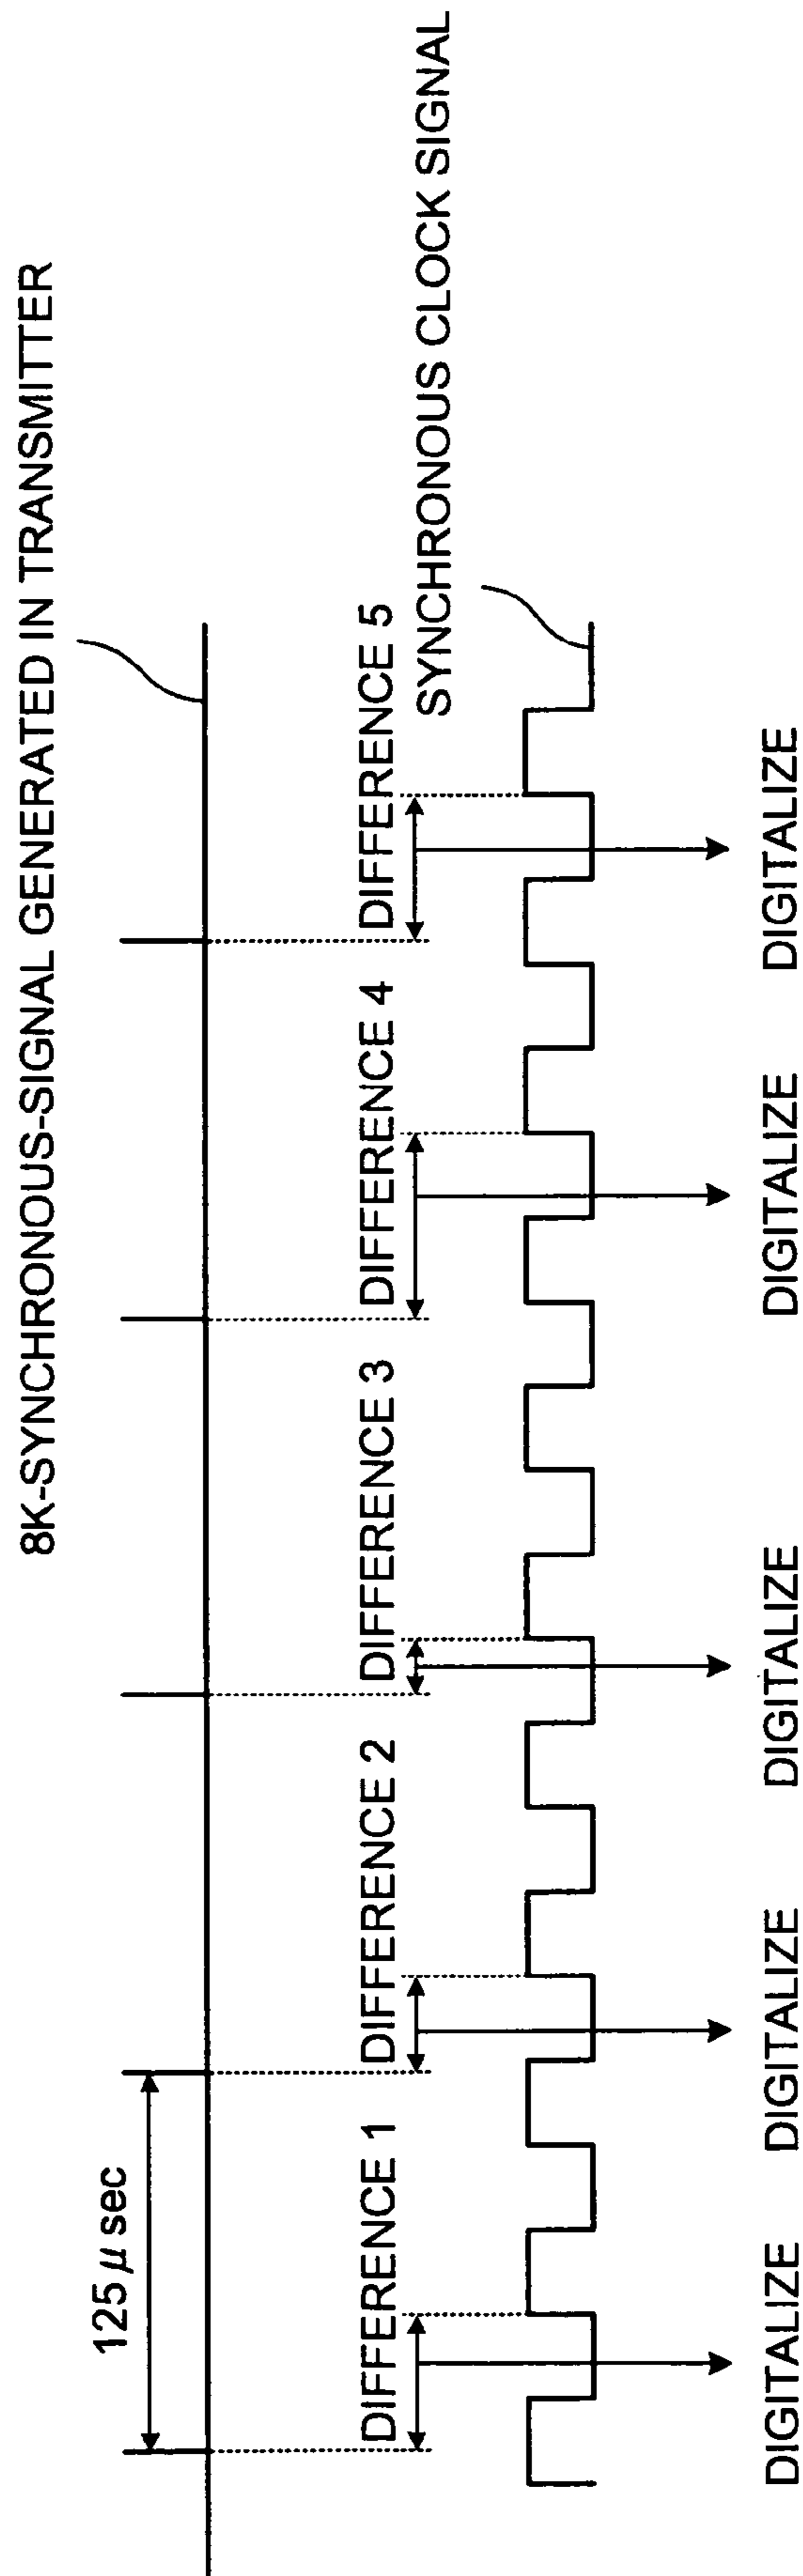 8K-SYNCHRONOUS-SIGNAL GENERATED IN TRANSMITTER
125 μ sec
DIFFERENCE 1
DIFFERENCE 2
DIFFERENCE 3
DIFFERENCE 4
DIFFERENCE 5
SYNCHRONOUS CLOCK SIGNAL
DIGITALIZE
DIGITALIZE
DIGITALIZE
DIGITALIZE
DIGITALIZE